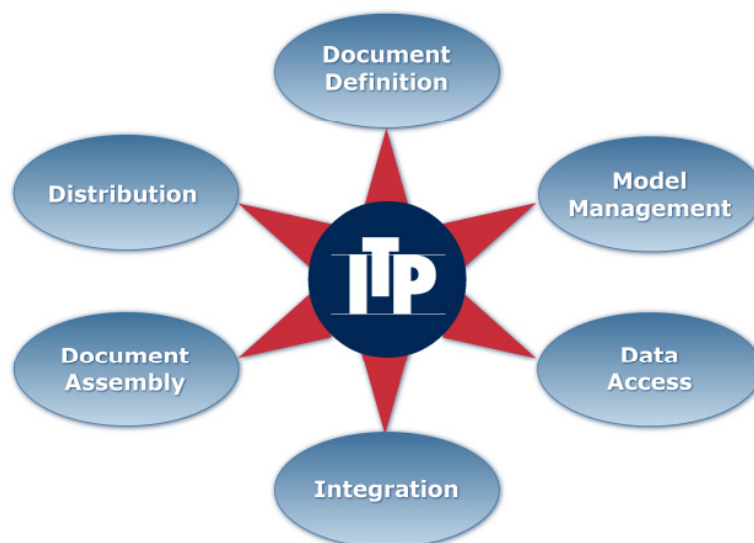 Document
Definition
Distribution
Model
Management
ITP
Document
Assembly
Data
Access
Integration